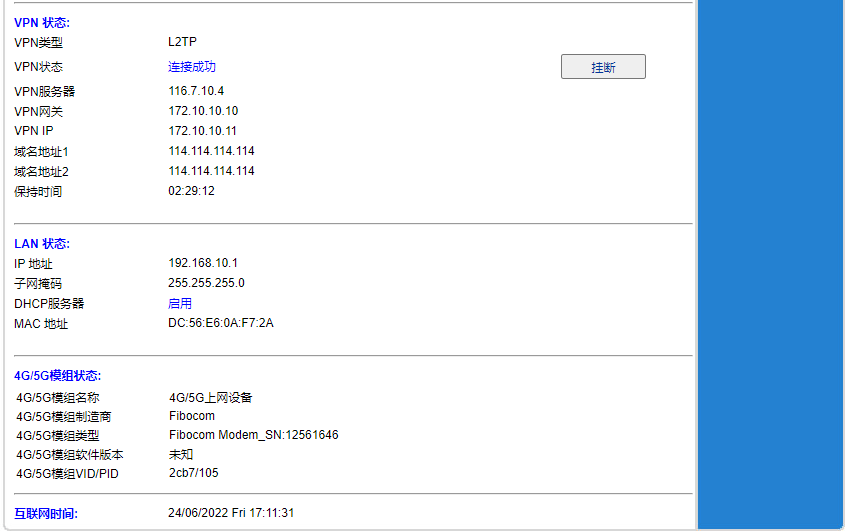 VPN 状态:
VPN类型 L2TP
VPN状态 连接成功 挂断
VPN服务器 116.7.10.4
VPN网关 172.10.10.10
VPN IP 172.10.10.11
域名地址1 114.114.114.114
域名地址2 114.114.114.114
保持时间 02:29:12
LAN 状态:
IP 地址 192.168.10.1
子网掩码 255.255.255.0
DHCP服务器 启用
MAC 地址 DC:56:E6:0A:F7:2A
4G/5G模组状态:
4G/5G模组名称 4G/5G上网设备
4G/5G模组制造商 Fibocom
4G/5G模组类型 Fibocom Modem_SN:12561646
4G/5G模组软件版本 未知
4G/5G模组VID/PID 2cb7/105
互联网时间: 24/06/2022 Fri 17:11:31